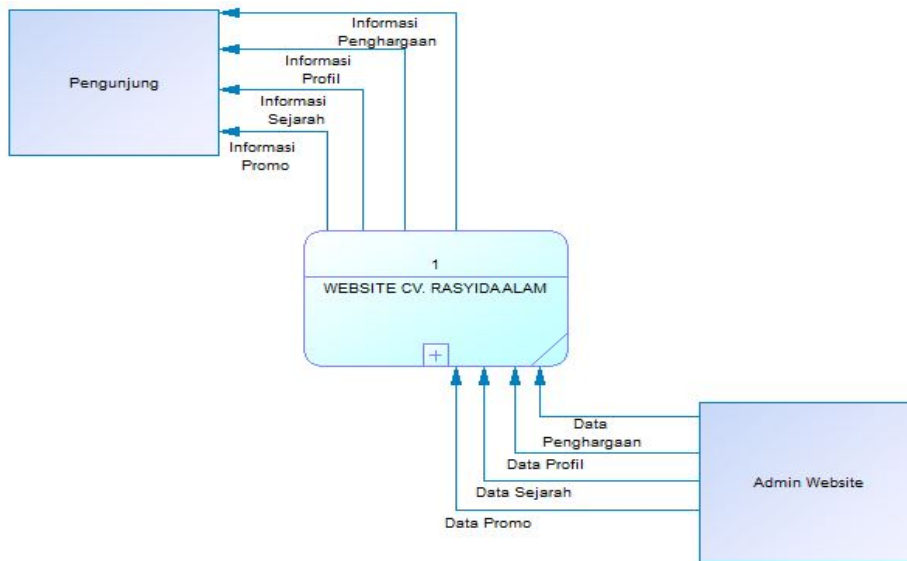 Informasi
Penghargaan
Pengunjung
Informasi
Profil
Informasi
Sejarah
Informasi
Promo
1
WEBSITE CV. RASYIDAALAM
Data
Penghargaan
Data Profil
Admin Website
Data Sejarah
Data Promo